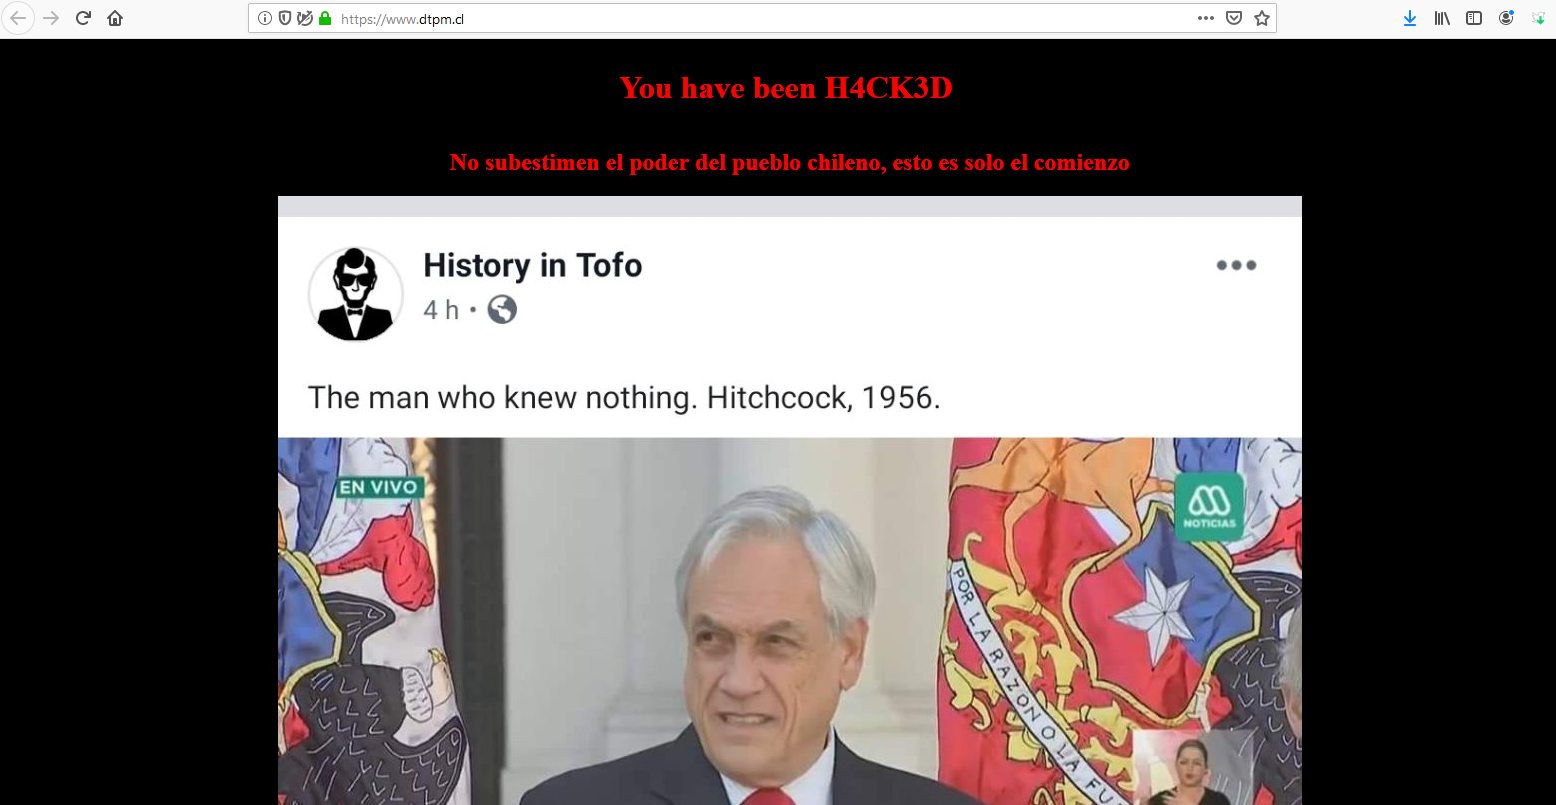 https://www.dtpm.cl
You have been H4CK3D
No subestimen el poder del pueblo chileno, esto es solo el comienzo
History in Tofo
4 h •
The man who knew nothing. Hitchcock, 1956.
EN VIVO
NOTICIAS
POR LA RAZON O LA FU